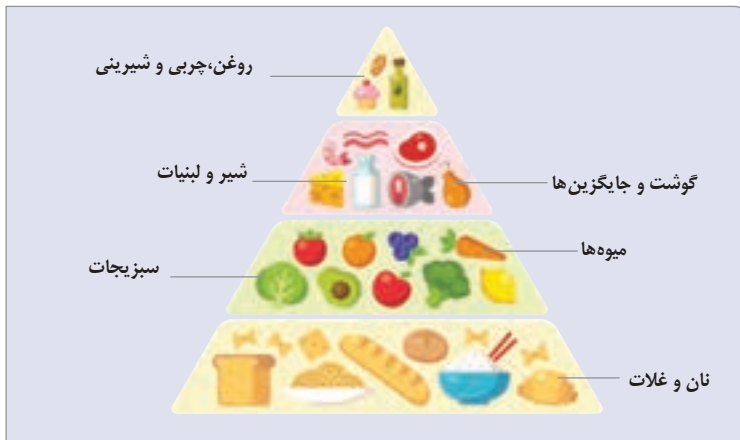 روغن،چربی و شیرینی
شیر و لبنیات
گوشت و جایگزین‌ها
میوه‌ها
سبزیجات
نان و غلات